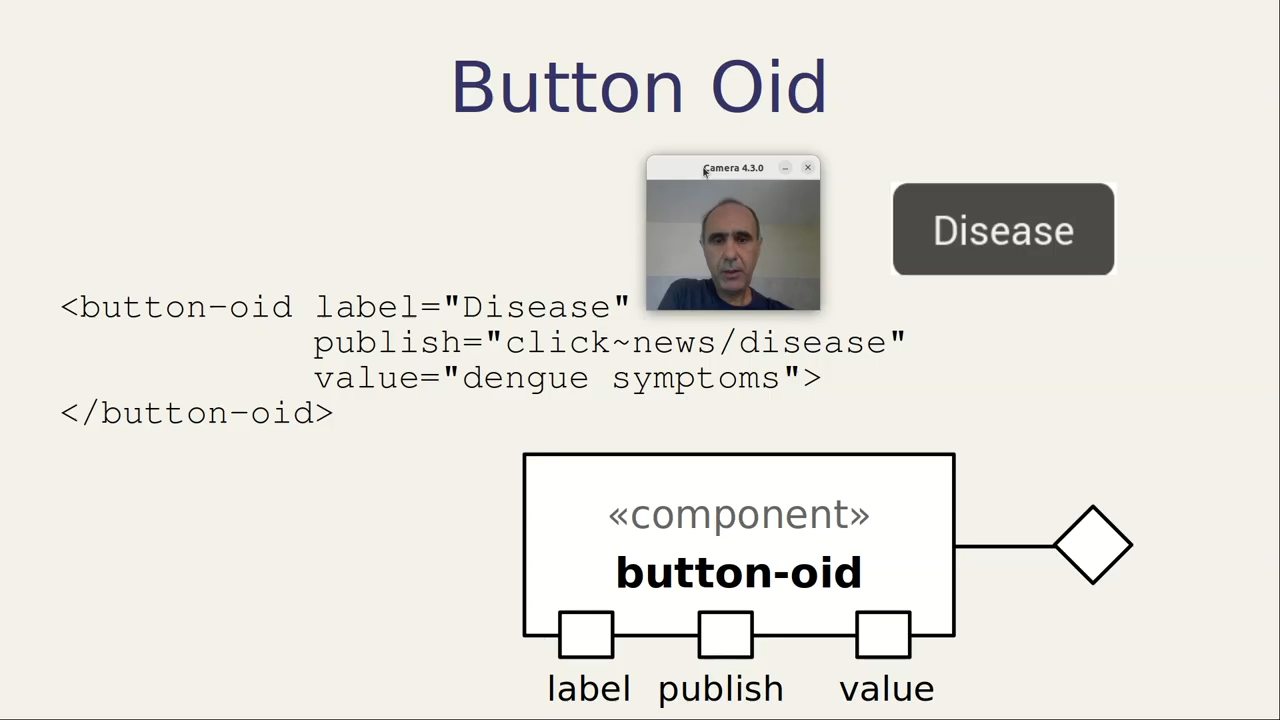 Button Oid
Camera 4.3.0
Disease
<button-oid label="Disease"
publish="click~news/disease"
value="dengue symptoms">
</button-oid>
«component»
button-oid
label publish value